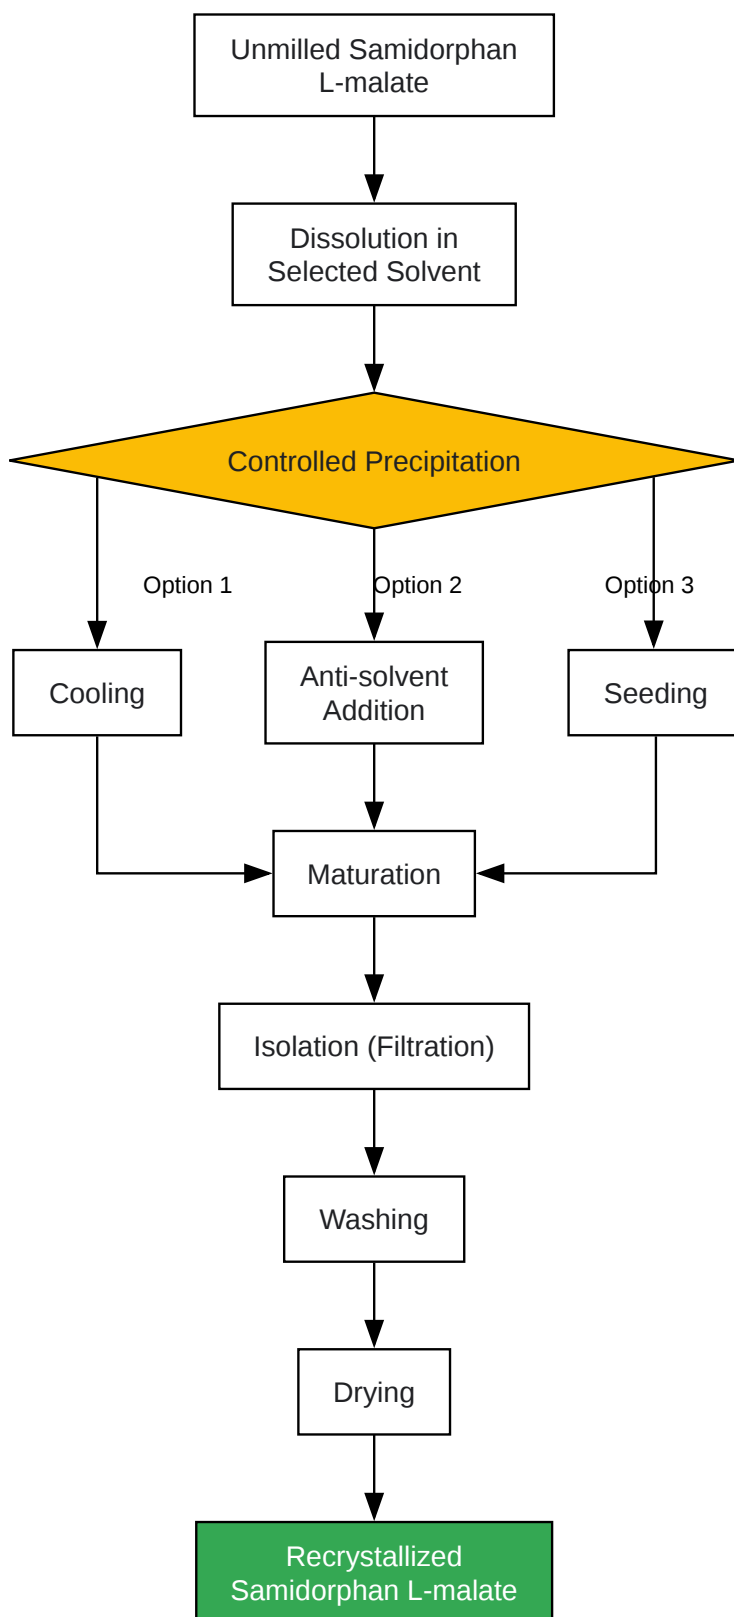 Unmilled Samidorphan
L-malate
Dissolution in
Selected Solvent
Controlled Precipitation
Option 1
Option 2
Option 3
Cooling
Anti-solvent
Addition
Seeding
Maturation
Isolation (Filtration)
Washing
Drying
Recrystallized
Samidorphan L-malate